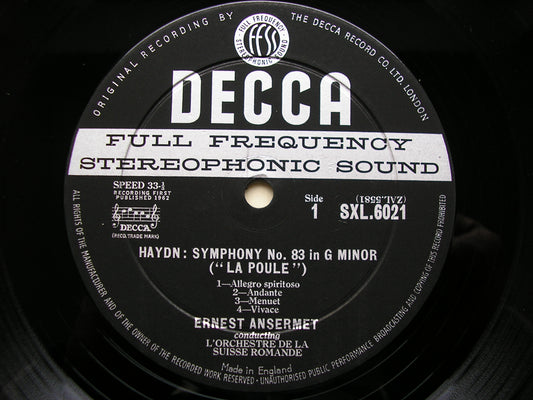 ORIGINAL RECORDING BY THE DECCA RECORD CO. LTD. LONDON
FULL FREQUENCY
ffss
STEREOPHONIC SOUND
DECCA
FULL FREQUENCY
STEREOPHONIC SOUND
SPEED 33⅓
RECORDING FIRST
PUBLISHED 1962
DECCA
(REGD. TRADE MARK)
Side
1
(ZAL.5581)
SXL.6021
HAYDN: SYMPHONY No. 83 in G MINOR
("LA POULE")
1—Allegro spiritoso
2—Andante
3—Menuet
4—Vivace
ERNEST ANSERMET
conducting
L'ORCHESTRE DE LA
SUISSE ROMANDE
Made in England
ALL RIGHTS OF THE MANUFACTURER AND OF THE OWNER OF THE RECORDED WORK RESERVED · UNAUTHORISED PUBLIC PERFORMANCE BROADCASTING AND COPYING OF THIS RECORD PROHIBITED